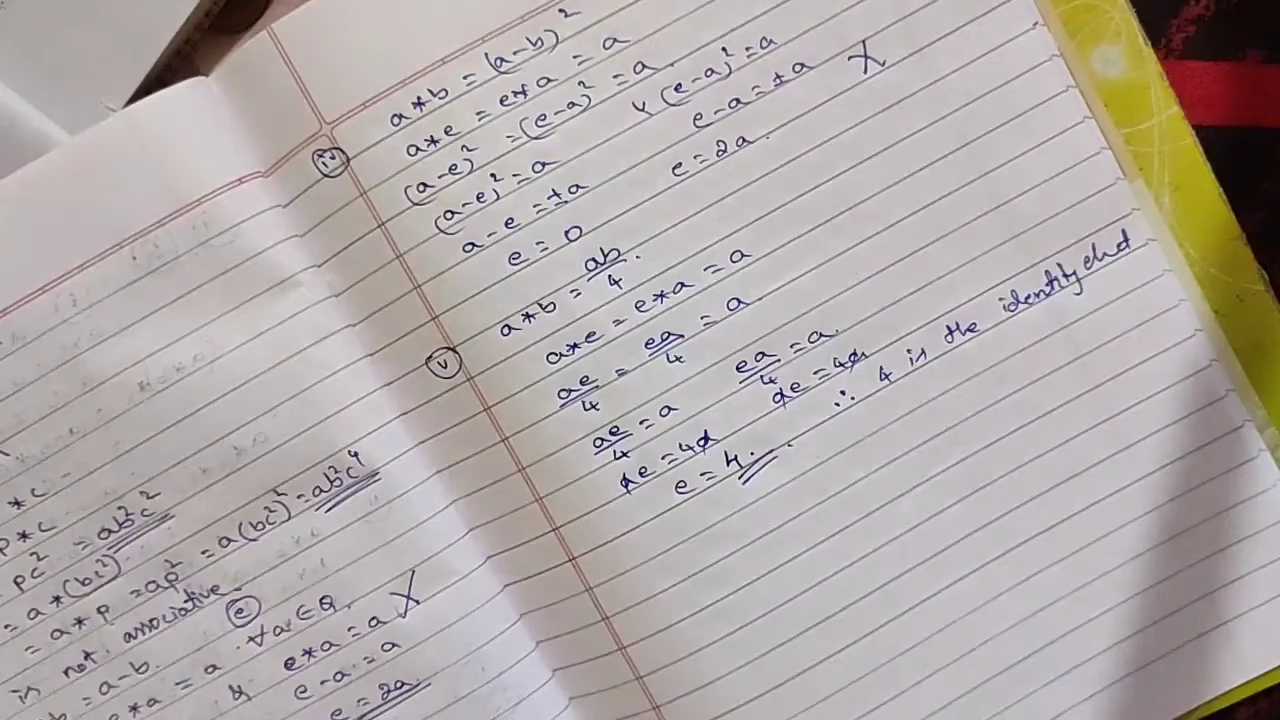 *c
p*c
pc² = ab²c²
= a*(bc²)
= a*p = ap² = a(bc²)² = ab²c⁴
is not associative.
(e)
= a-b.
e*a = a ∀a∈Q.
& e*a = a X
e-a = a
e = 2a.
(iv) a*b = (a-b)²
a*e = e*a = a
(a-e)² = (e-a)² = a.
(a-e)² = a & (e-a)² = a
a-e = ±a e-a = ±a X
e = 0 e = 2a.
(v) a*b = ab/4.
a*e = e*a = a
ae/4 = ea/4 = a
ae/4 = a ea/4 = a.
ae = 4a ae = 4a
e = 4. ∴ 4 is the identity elmt